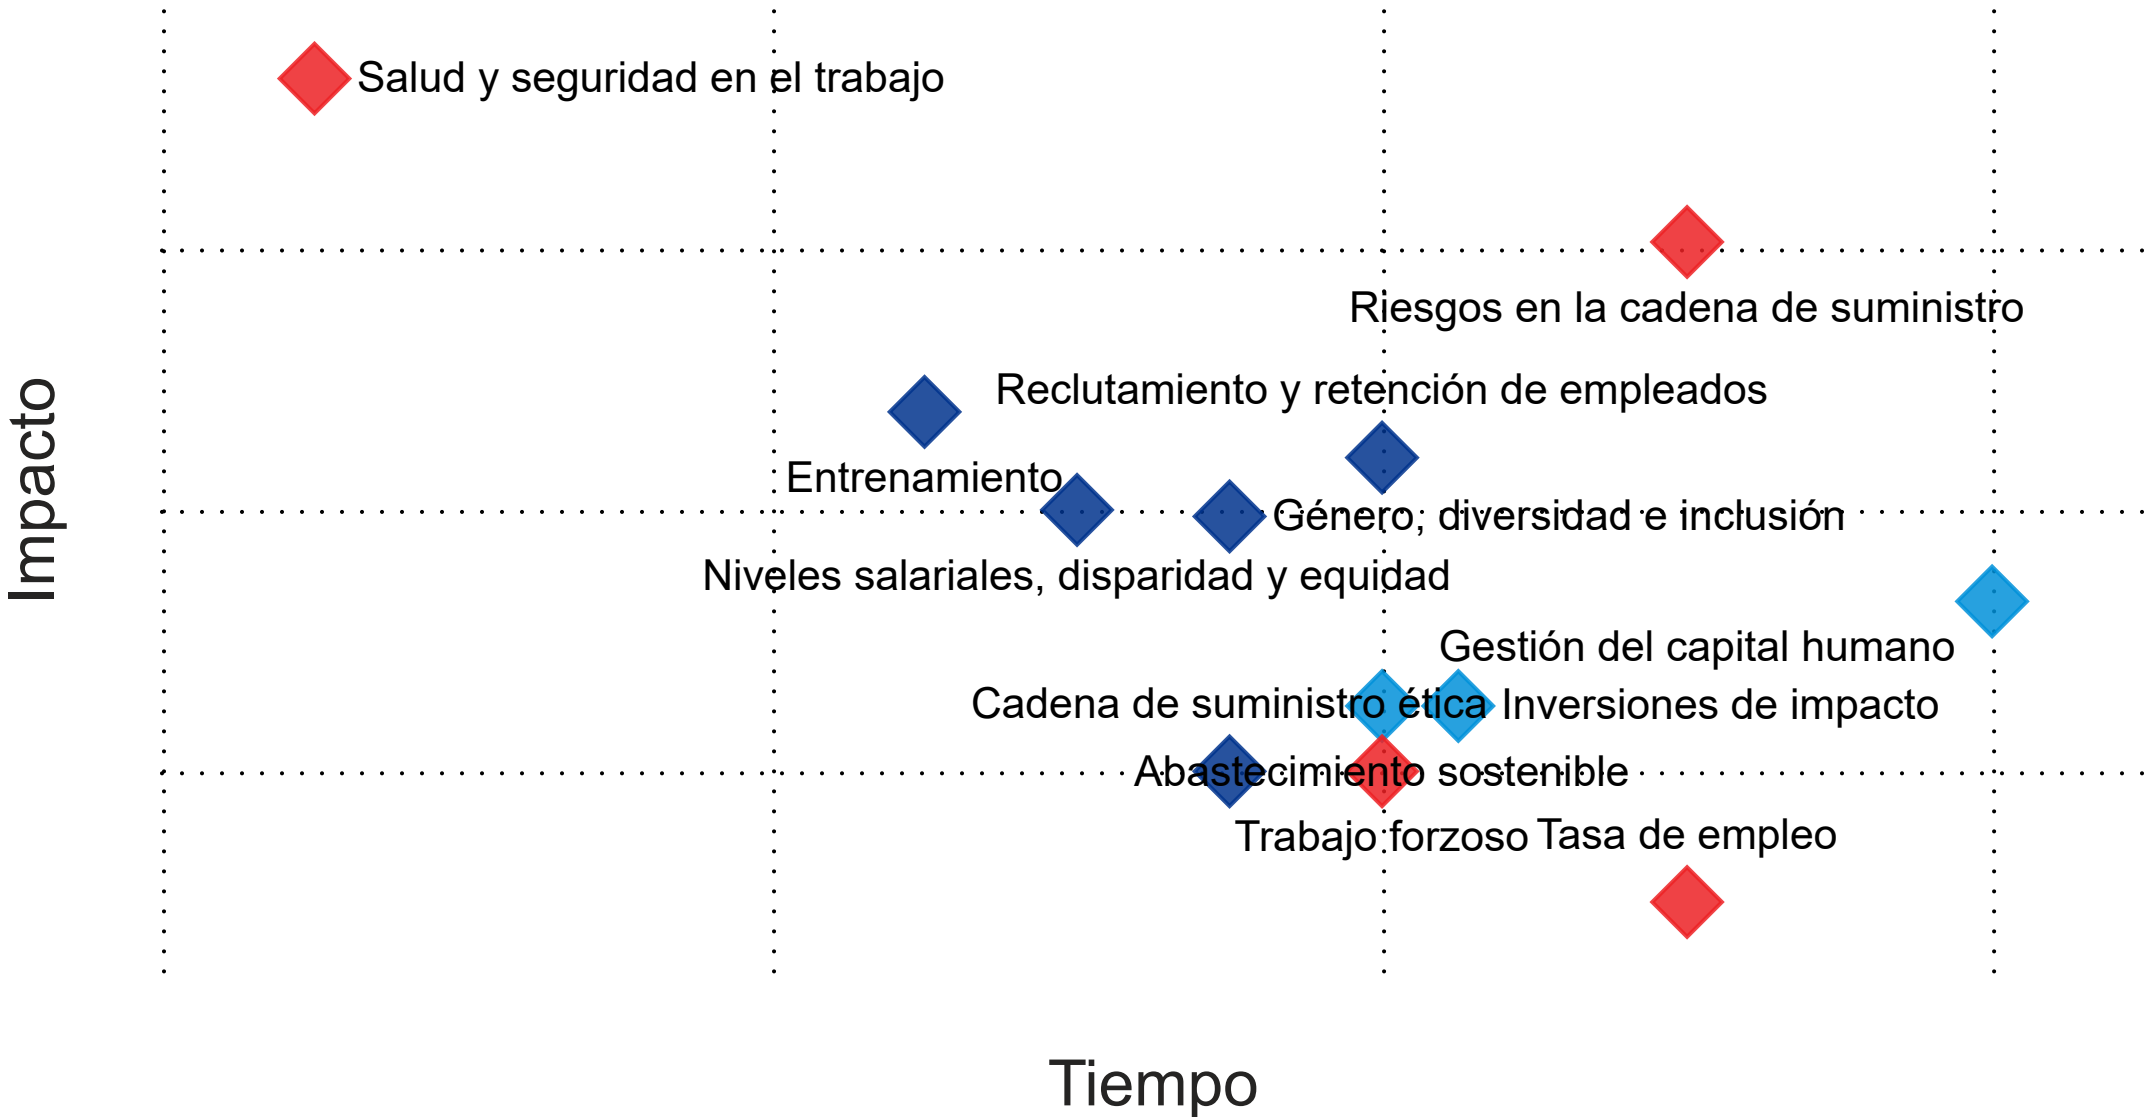 Salud y seguridad en el trabajo
Riesgos en la cadena de suministro
Reclutamiento y retención de empleados
Entrenamiento
Género, diversidad e inclusión
Niveles salariales, disparidad y equidad
Gestión del capital humano
Cadena de suministro ética
Inversiones de impacto
Abastecimiento sostenible
Trabajo forzoso
Tasa de empleo
Impacto
Tiempo